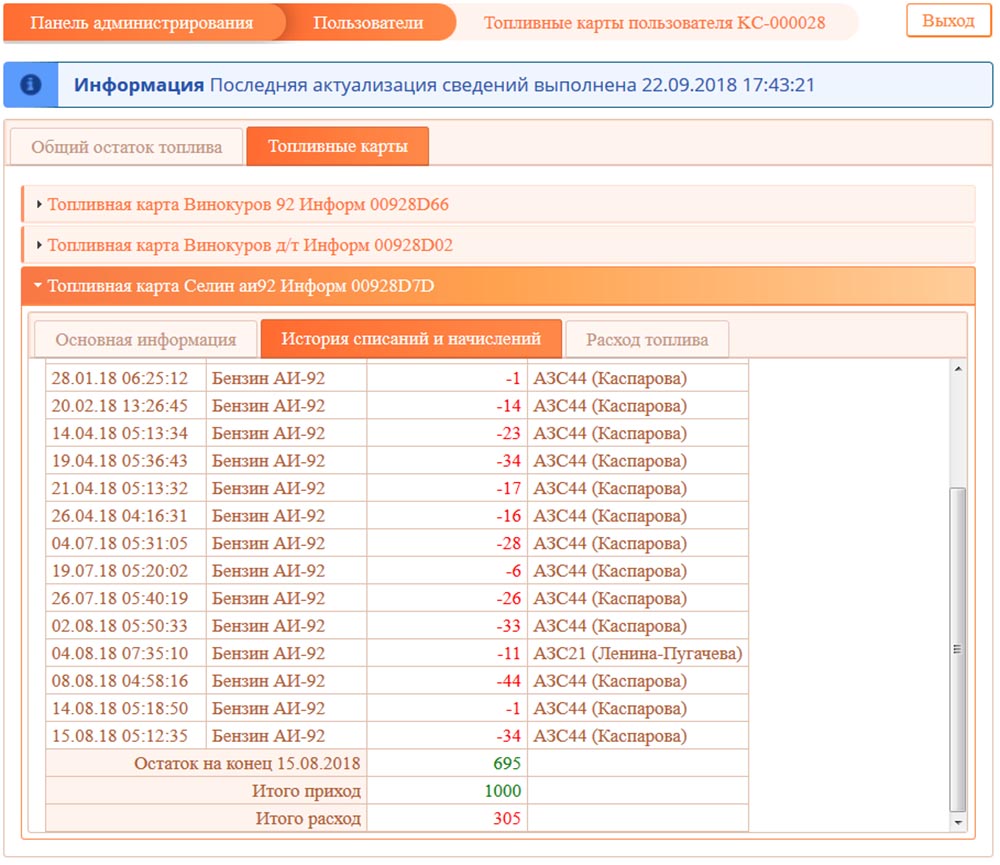 Панель администрирования Пользователи Топливные карты пользователя КС-000028 Выход
Информация Последняя актуализация сведений выполнена 22.09.2018 17:43:21
Общий остаток топлива Топливные карты
Топливная карта Винокуров 92 Информ 00928D66
Топливная карта Винокуров д/т Информ 00928D02
Топливная карта Селин аи92 Информ 00928D7D
Основная информация История списаний и начислений Расход топлива
28.01.18 06:25:12 Бензин АИ-92 -1 АЗС44 (Каспарова)
20.02.18 13:26:45 Бензин АИ-92 -14 АЗС44 (Каспарова)
14.04.18 05:13:34 Бензин АИ-92 -23 АЗС44 (Каспарова)
19.04.18 05:36:43 Бензин АИ-92 -34 АЗС44 (Каспарова)
21.04.18 05:13:32 Бензин АИ-92 -17 АЗС44 (Каспарова)
26.04.18 04:16:31 Бензин АИ-92 -16 АЗС44 (Каспарова)
04.07.18 05:31:05 Бензин АИ-92 -28 АЗС44 (Каспарова)
19.07.18 05:20:02 Бензин АИ-92 -6 АЗС44 (Каспарова)
26.07.18 05:40:19 Бензин АИ-92 -26 АЗС44 (Каспарова)
02.08.18 05:50:33 Бензин АИ-92 -33 АЗС44 (Каспарова)
04.08.18 07:35:10 Бензин АИ-92 -11 АЗС21 (Ленина-Пугачева)
08.08.18 04:58:16 Бензин АИ-92 -44 АЗС44 (Каспарова)
14.08.18 05:18:50 Бензин АИ-92 -1 АЗС44 (Каспарова)
15.08.18 05:12:35 Бензин АИ-92 -34 АЗС44 (Каспарова)
Остаток на конец 15.08.2018 695
Итого приход 1000
Итого расход 305